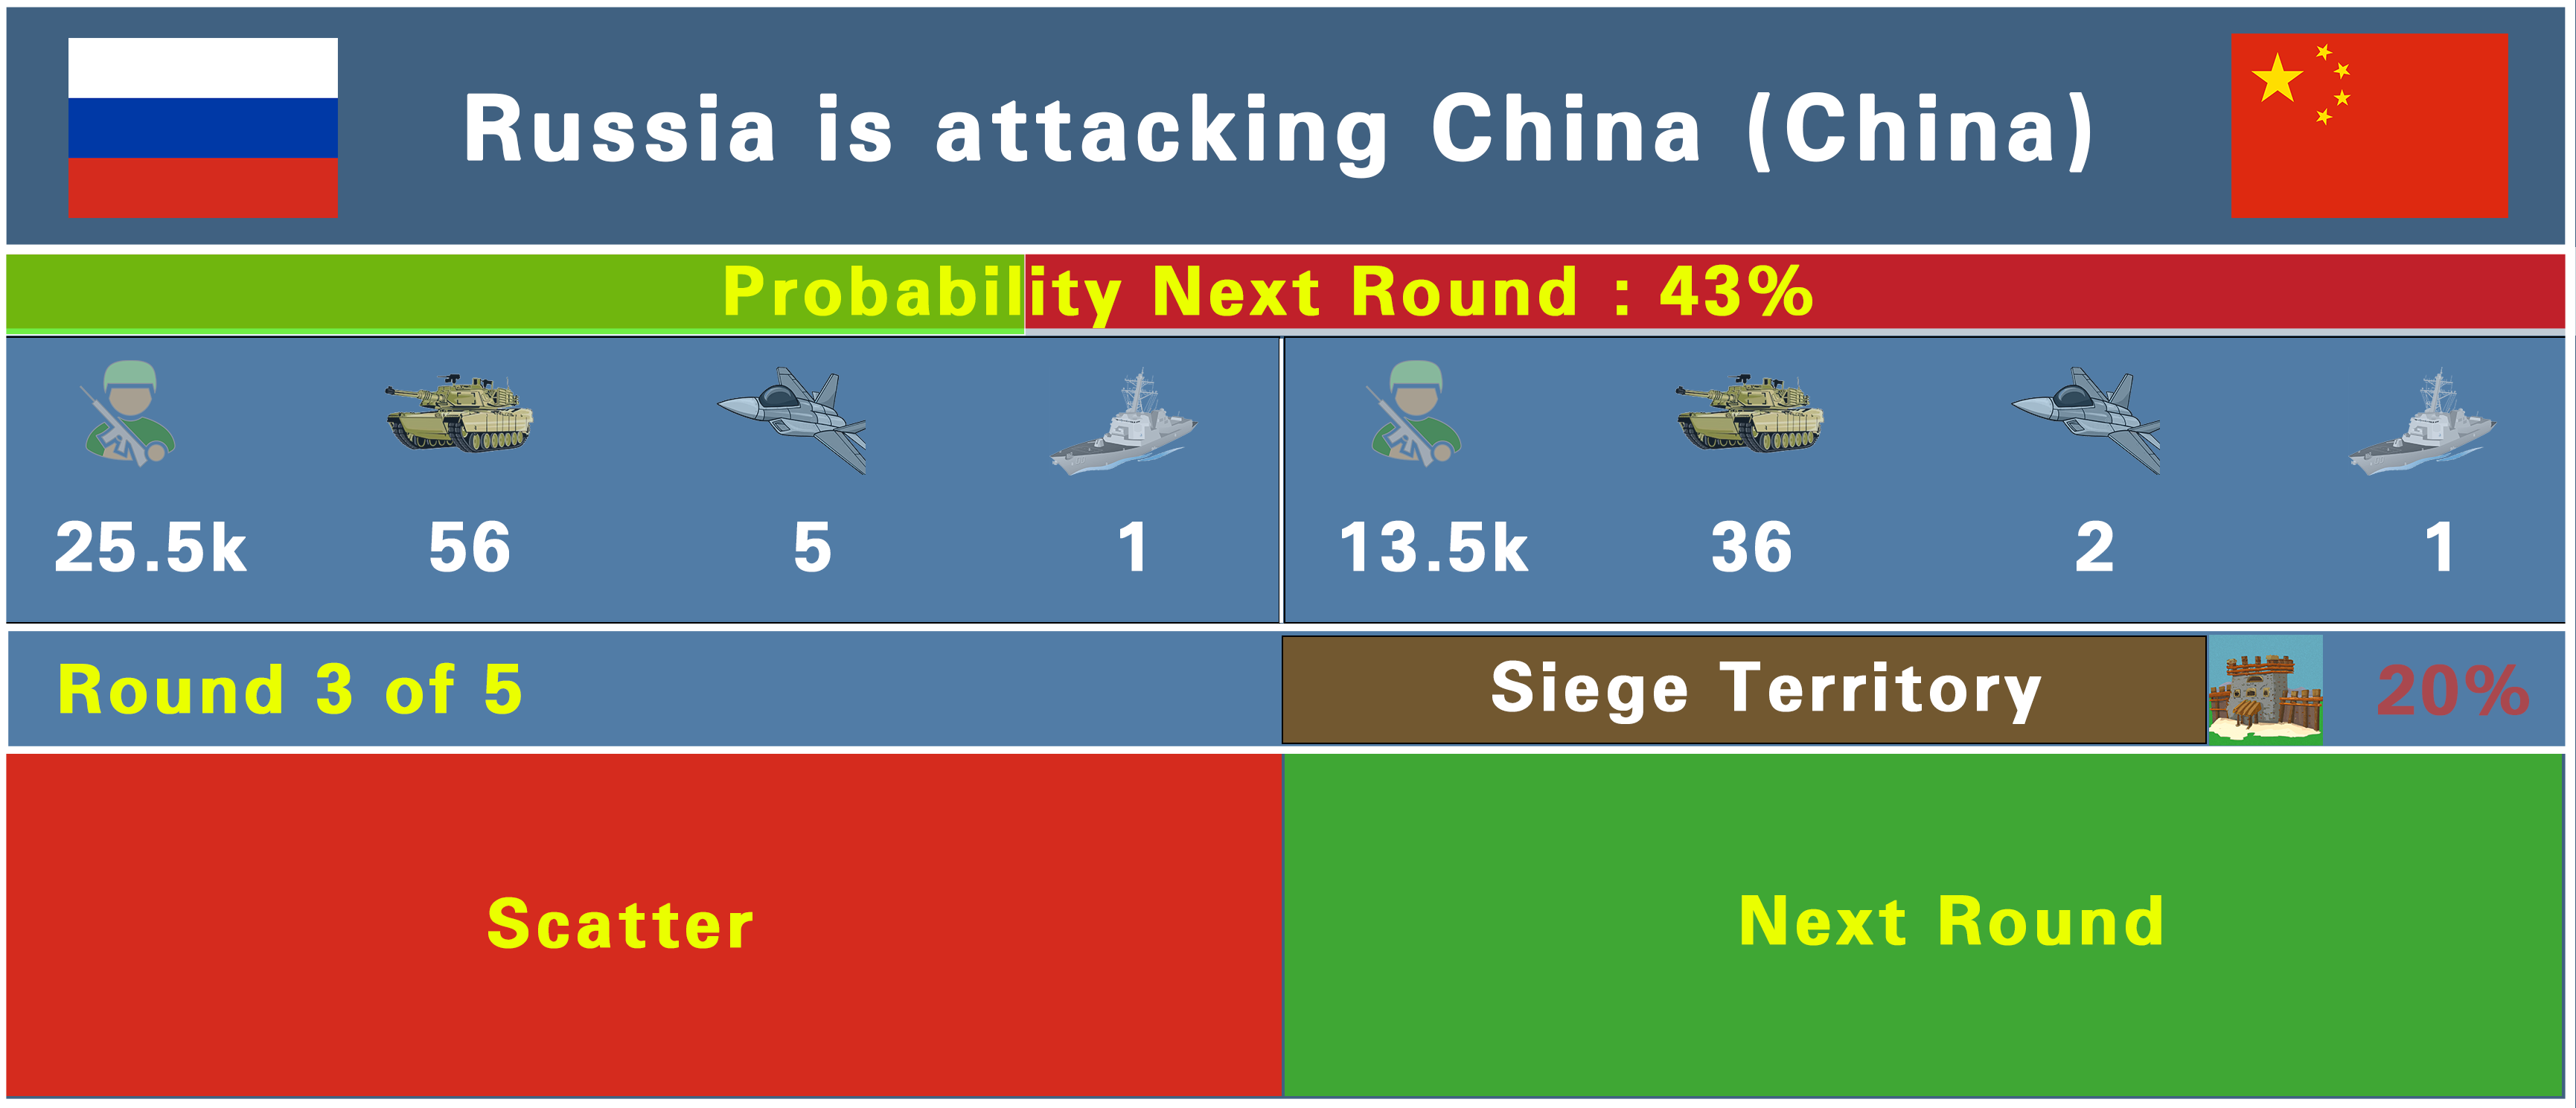 Russia is attacking China (China)
Probability Next Round : 43%
25.5k 56 5 1 13.5k 36 2 1
Round 3 of 5 Siege Territory 20%
Scatter Next Round